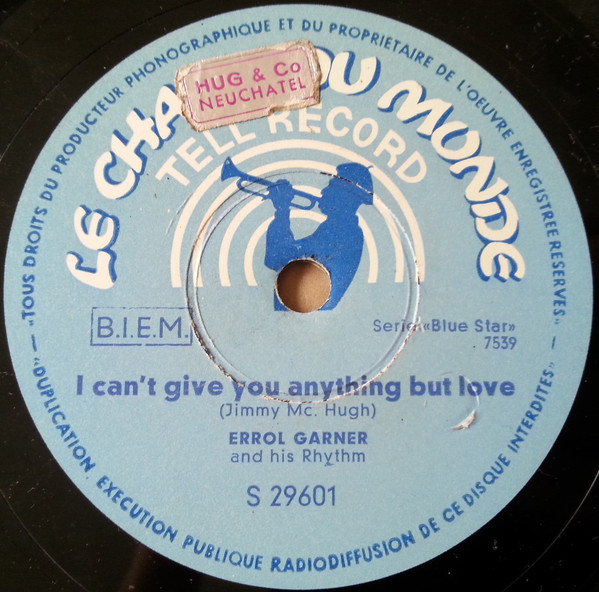 «TOUS DROITS DU PRODUCTEUR PHONOGRAPHIQUE ET DU PROPRIETAIRE DE L'OEUVRE ENREGISTREE RESERVES» —
LE CHA DU MONDE
HUG & Co
NEUCHATEL
TELL RECORD
B.I.E.M.
Serie «Blue Star»
7539
I can't give you anything but love
(Jimmy Mc. Hugh)
ERROL GARNER
and his Rhythm
S 29601
«DUPLICATION, EXECUTION PUBLIQUE RADIODIFFUSION DE CE DISQUE INTERDITES» —